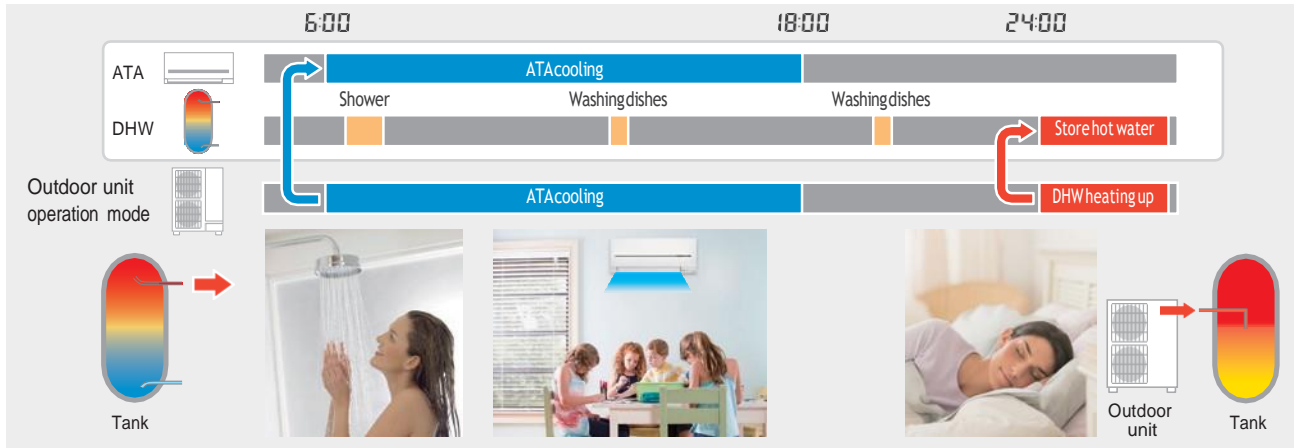 6:00 18:00 24:00
ATA
ATAcooling
Shower Washingdishes Washingdishes
DHW
Store hot water
Outdoor unit
operation mode
ATAcooling
DHWheatingup
Tank
Outdoor
unit
Tank